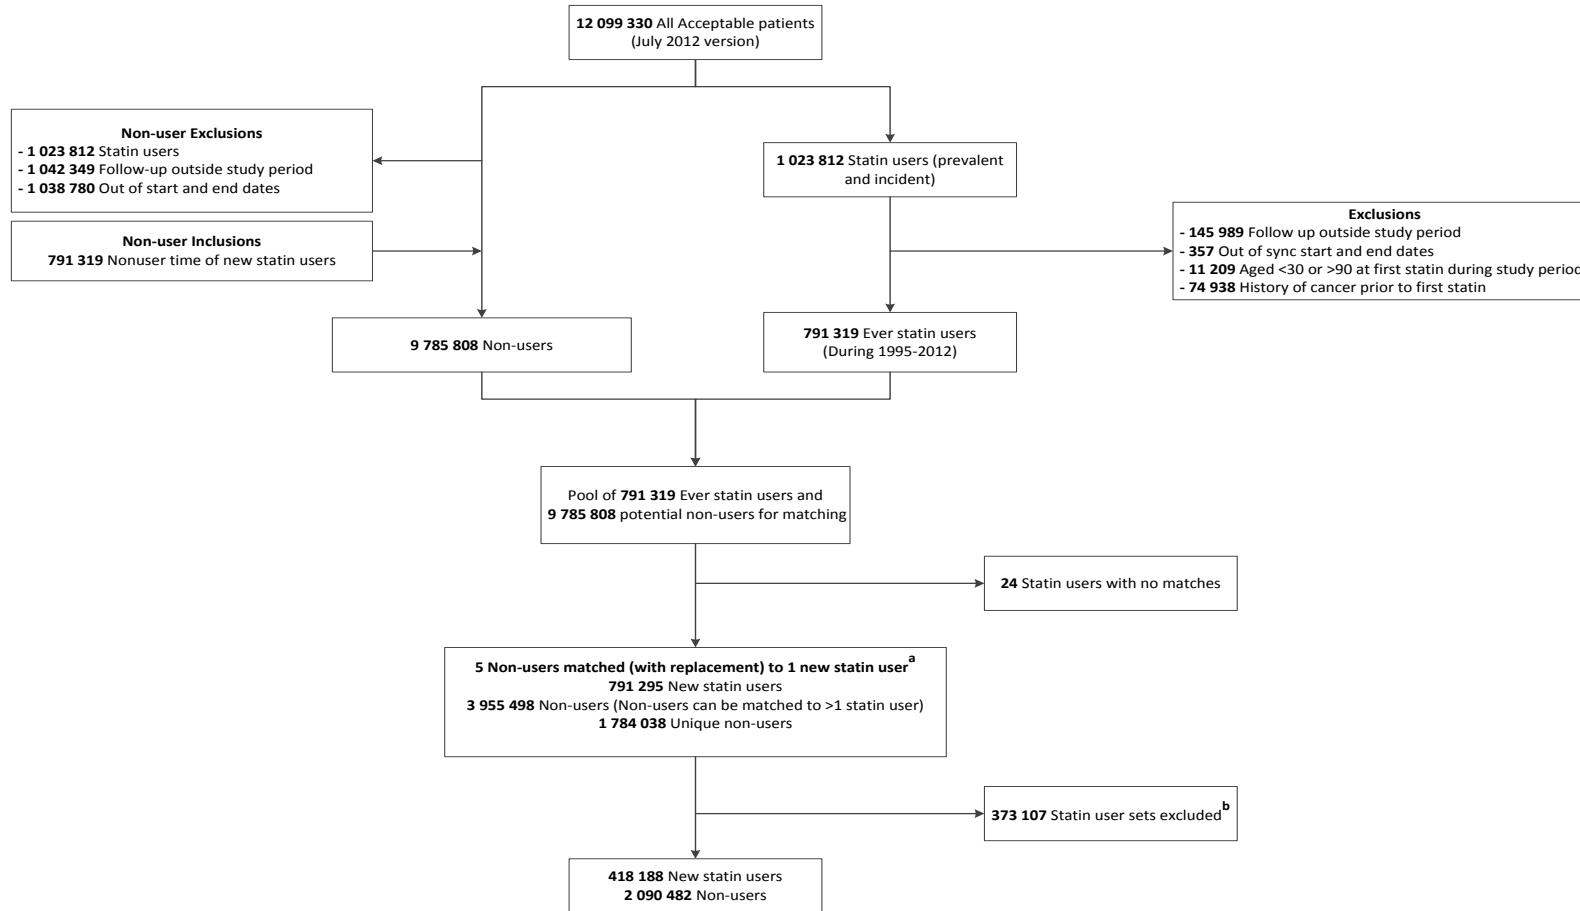 12 099 330 All Acceptable patients
(July 2012 version)
Non-user Exclusions
- 1 023 812 Statin users
- 1 042 349 Follow-up outside study period
- 1 038 780 Out of start and end dates
1 023 812 Statin users (prevalent
and incident)
Non-user Inclusions
791 319 Nonuser time of new statin users
Exclusions
- 145 989 Follow up outside study period
- 357 Out of sync start and end dates
- 11 209 Aged <30 or >90 at first statin during study period
- 74 938 History of cancer prior to first statin
9 785 808 Non-users
791 319 Ever statin users
(During 1995-2012)
Pool of 791 319 Ever statin users and
9 785 808 potential non-users for matching
24 Statin users with no matches
5 Non-users matched (with replacement) to 1 new statin user a
791 295 New statin users
3 955 498 Non-users (Non-users can be matched to >1 statin user)
1 784 038 Unique non-users
373 107 Statin user sets excluded b
418 188 New statin users
2 090 482 Non-users